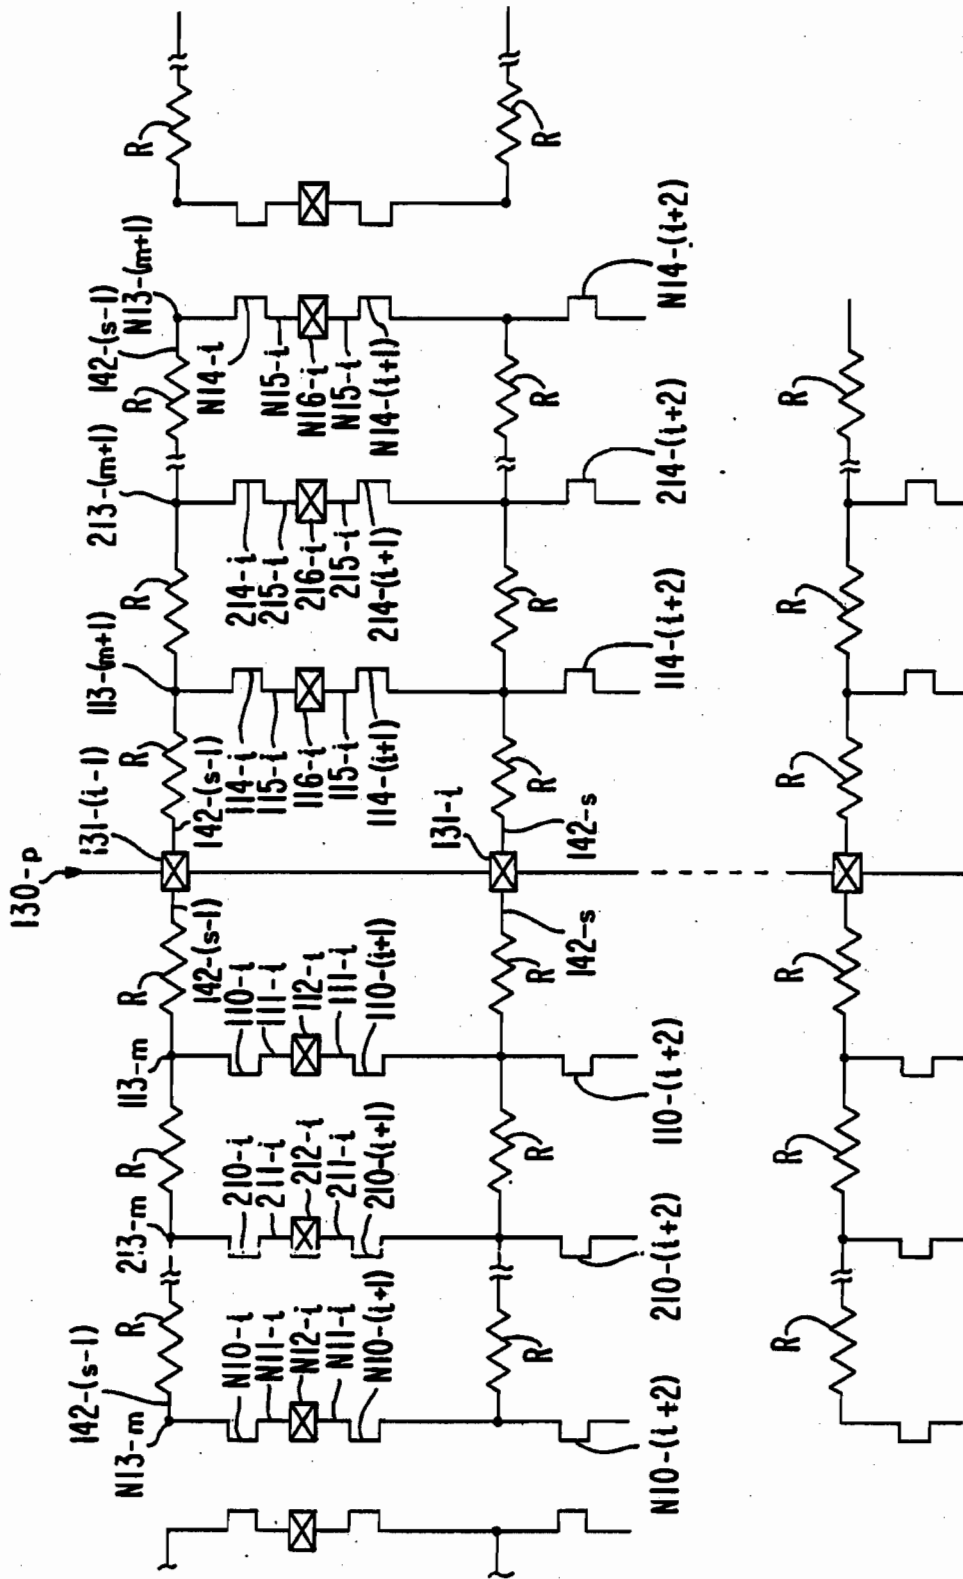 130-p
142-(s-1)
131-(i-1)
113-(m+1)
213-(m+1)
142-(s-1)
N13-m
213-m
113-m
N13-(m+1)
R
R
R
R
R
R
R
142-(s-1)
142-(s-1)
N10-i
210-i
110-i
114-i
214-i
N14-i
N11-i
211-i
111-i
115-i
215-i
N15-i
N12-i
212-i
112-i
116-i
216-i
N16-i
N11-i
211-i
111-i
115-i
215-i
N15-i
N10-(i+1)
210-(i+1)
110-(i+1)
114-(i+1)
214-(i+1)
N14-(i+1)
131-i
R
R
R
R
R
R
R
142-s
142-s
N10-(i+2)
210-(i+2)
110-(i+2)
114-(i+2)
214-(i+2)
N14-(i+2)
R
R
R
R
R
R